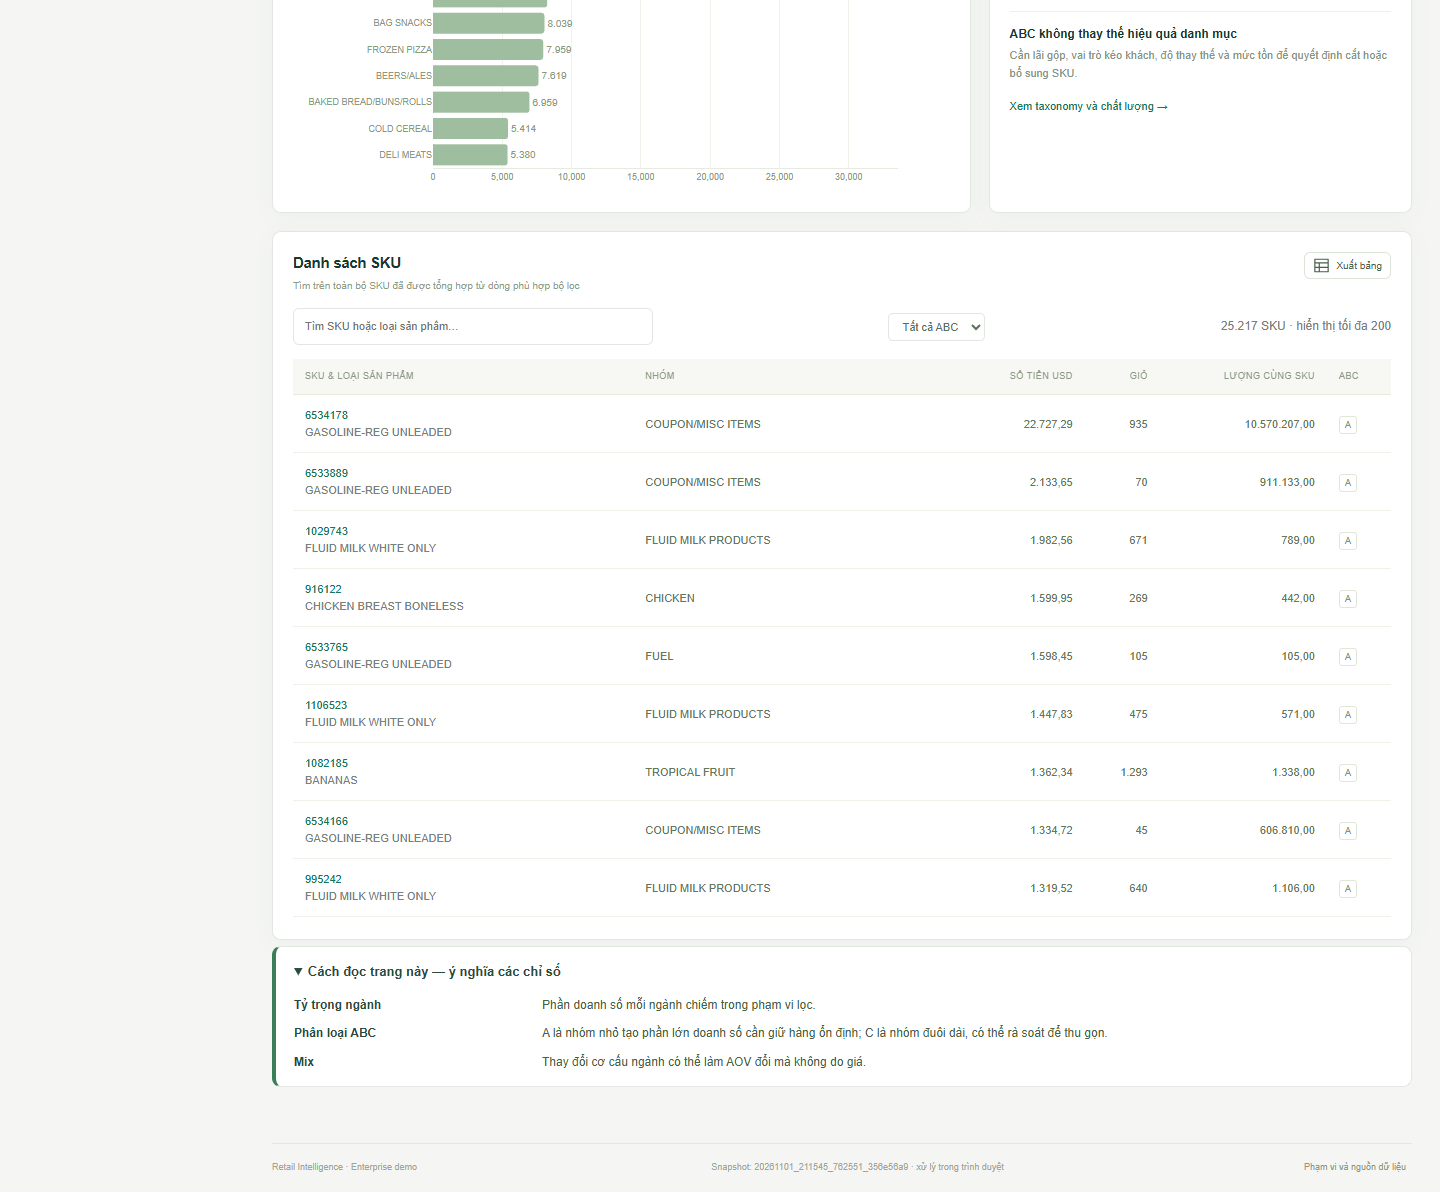 BAG SNACKS 8.039
FROZEN PIZZA 7.959
BEERS/ALES 7.619
BAKED BREAD/BUNS/ROLLS 6.959
COLD CEREAL 5.414
DELI MEATS 5.380
0 5,000 10,000 15,000 20,000 25,000 30,000
ABC không thay thế hiệu quả danh mục
Cần lãi gộp, vai trò kéo khách, độ thay thế và mức tồn để quyết định cắt hoặc
bổ sung SKU.
Xem taxonomy và chất lượng →
Danh sách SKU
Tìm trên toàn bộ SKU đã được tổng hợp từ dòng phù hợp bộ lọc
Xuất bảng
Tìm SKU hoặc loại sản phẩm...
Tất cả ABC
25.217 SKU · hiển thị tối đa 200
SKU & LOẠI SẢN PHẨM NHÓM SỐ TIỀN USD GIỎ LƯỢNG CÙNG SKU ABC
6534178
GASOLINE-REG UNLEADED COUPON/MISC ITEMS 22.727,29 935 10.570.207,00 A
6533889
GASOLINE-REG UNLEADED COUPON/MISC ITEMS 2.133,65 70 911.133,00 A
1029743
FLUID MILK WHITE ONLY FLUID MILK PRODUCTS 1.982,56 671 789,00 A
916122
CHICKEN BREAST BONELESS CHICKEN 1.599,95 269 442,00 A
6533765
GASOLINE-REG UNLEADED FUEL 1.598,45 105 105,00 A
1106523
FLUID MILK WHITE ONLY FLUID MILK PRODUCTS 1.447,83 475 571,00 A
1082185
BANANAS TROPICAL FRUIT 1.362,34 1.293 1.338,00 A
6534166
GASOLINE-REG UNLEADED COUPON/MISC ITEMS 1.334,72 45 606.810,00 A
995242
FLUID MILK WHITE ONLY FLUID MILK PRODUCTS 1.319,52 640 1.106,00 A
▼ Cách đọc trang này — ý nghĩa các chỉ số
Tỷ trọng ngành Phần doanh số mỗi ngành chiếm trong phạm vi lọc.
Phân loại ABC A là nhóm nhỏ tạo phần lớn doanh số cần giữ hàng ổn định; C là nhóm đuôi dài, có thể rà soát để thu gọn.
Mix Thay đổi cơ cấu ngành có thể làm AOV đổi mà không do giá.
Retail Intelligence · Enterprise demo
Snapshot: 20261101_211545_762551_356e56a9 · xử lý trong trình duyệt
Phạm vi và nguồn dữ liệu